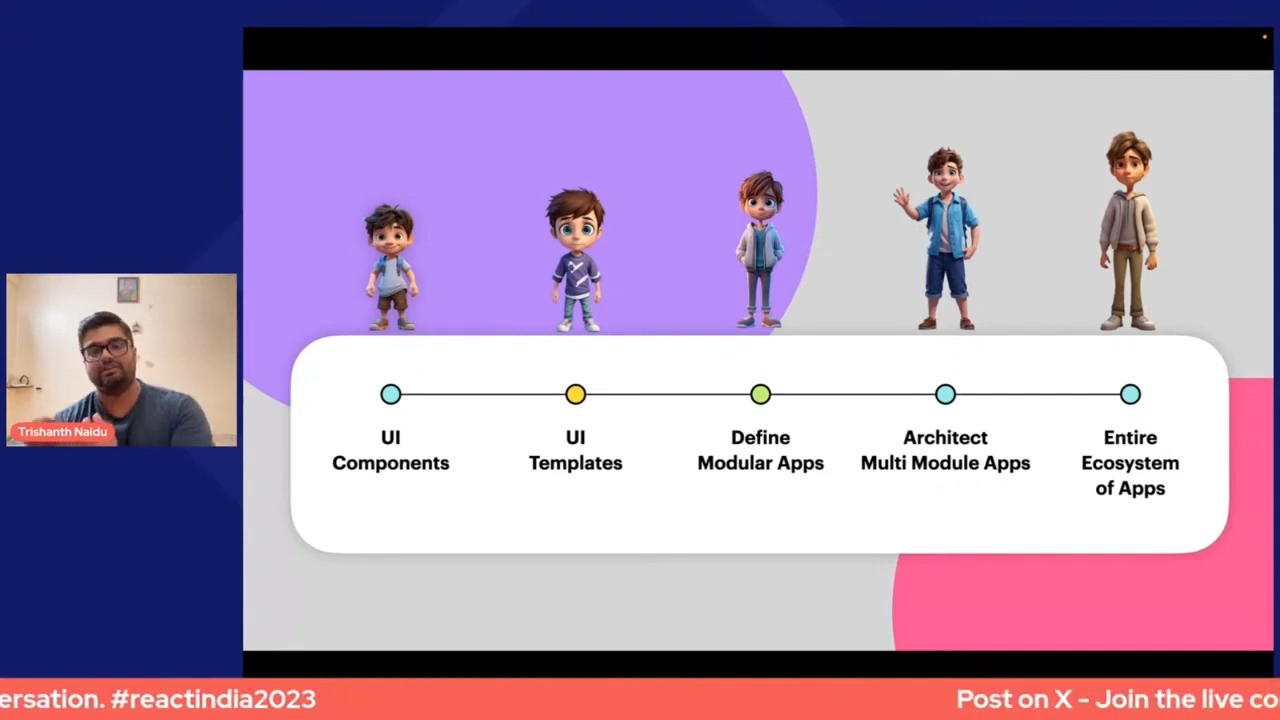 Trishanth Naidu
UI
Components
UI
Templates
Define
Modular Apps
Architect
Multi Module Apps
Entire
Ecosystem
of Apps
ersation. #reactindia2023
Post on X - Join the live co